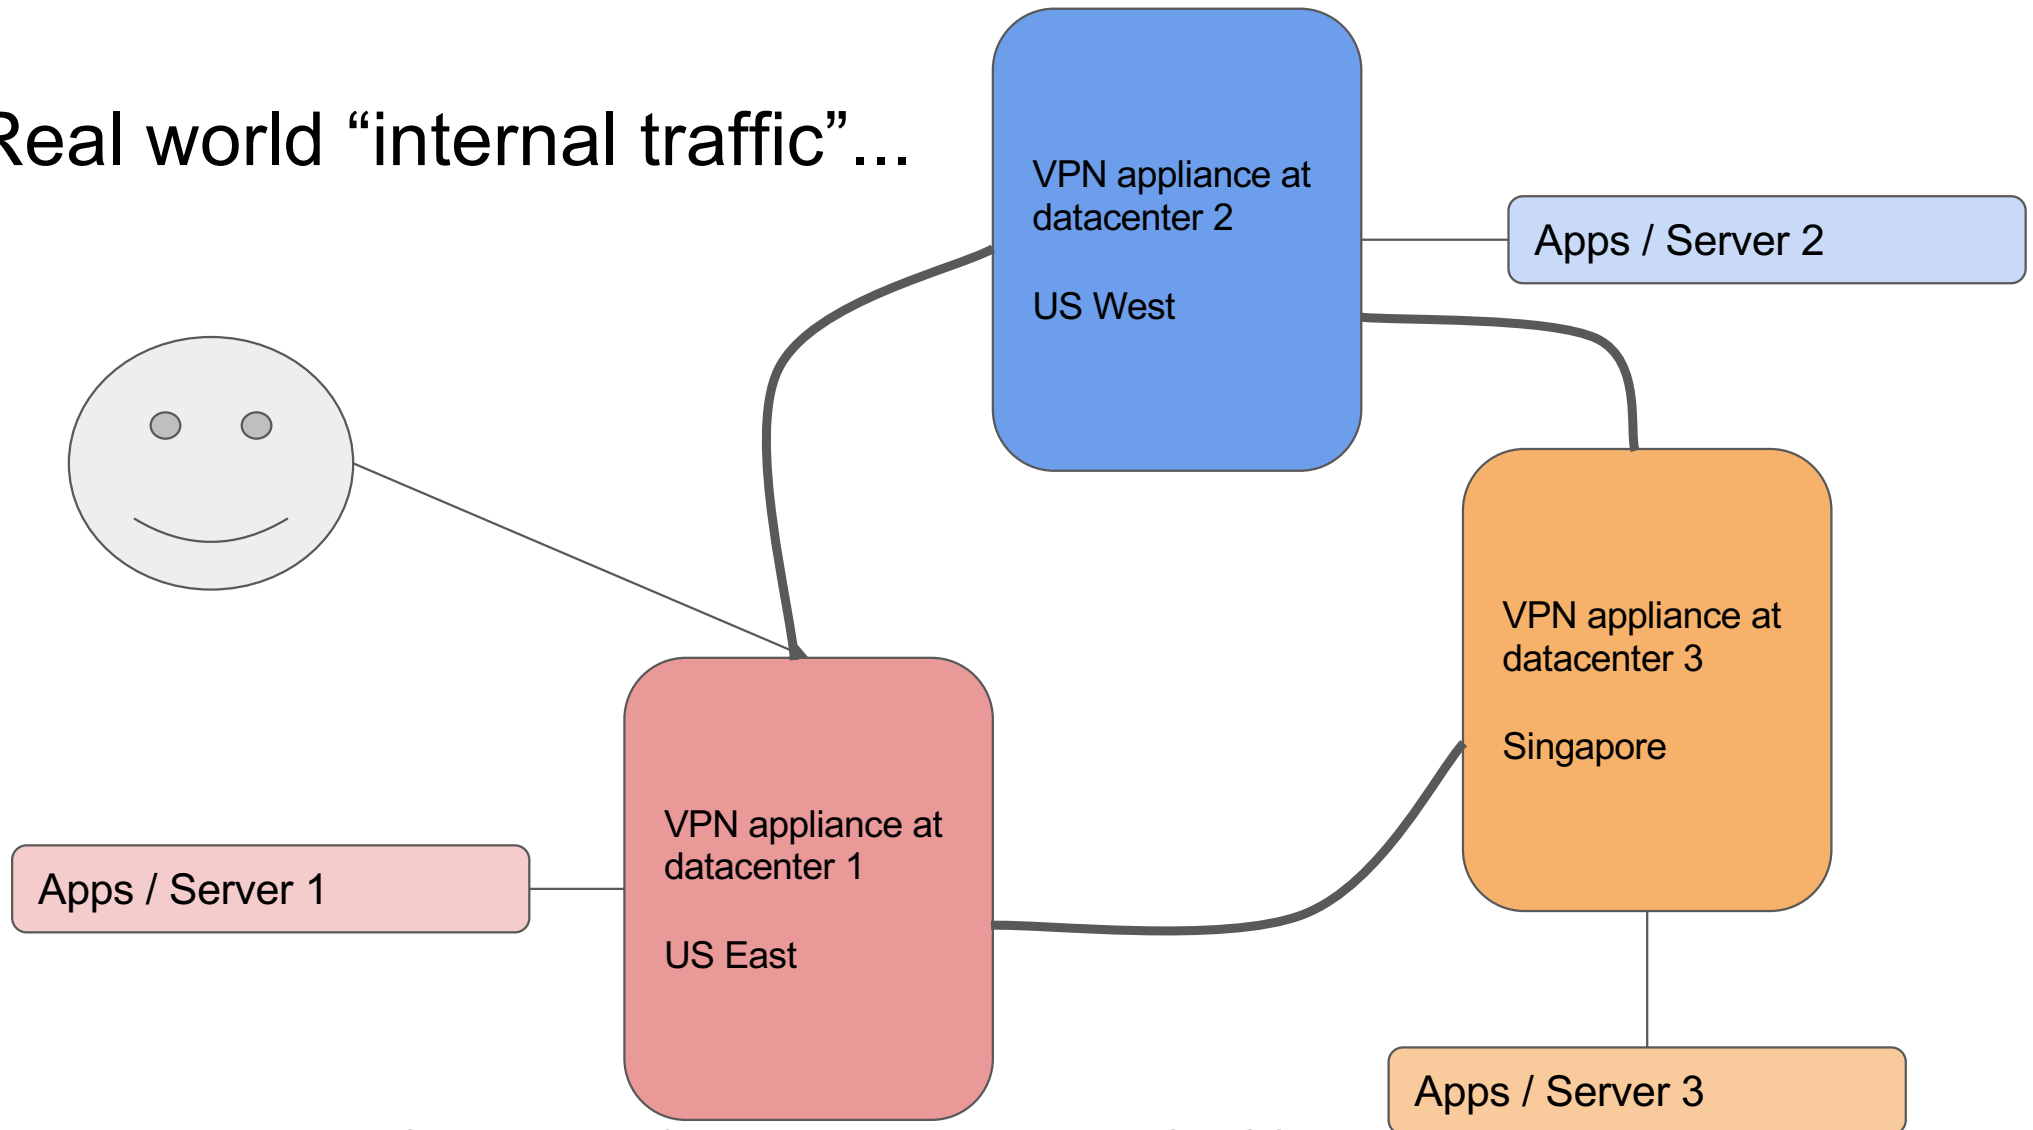 Real world “internal traffic”...
VPN appliance at
datacenter 2
US West
Apps / Server 2
VPN appliance at
datacenter 3
Singapore
VPN appliance at
datacenter 1
US East
Apps / Server 1
Apps / Server 3